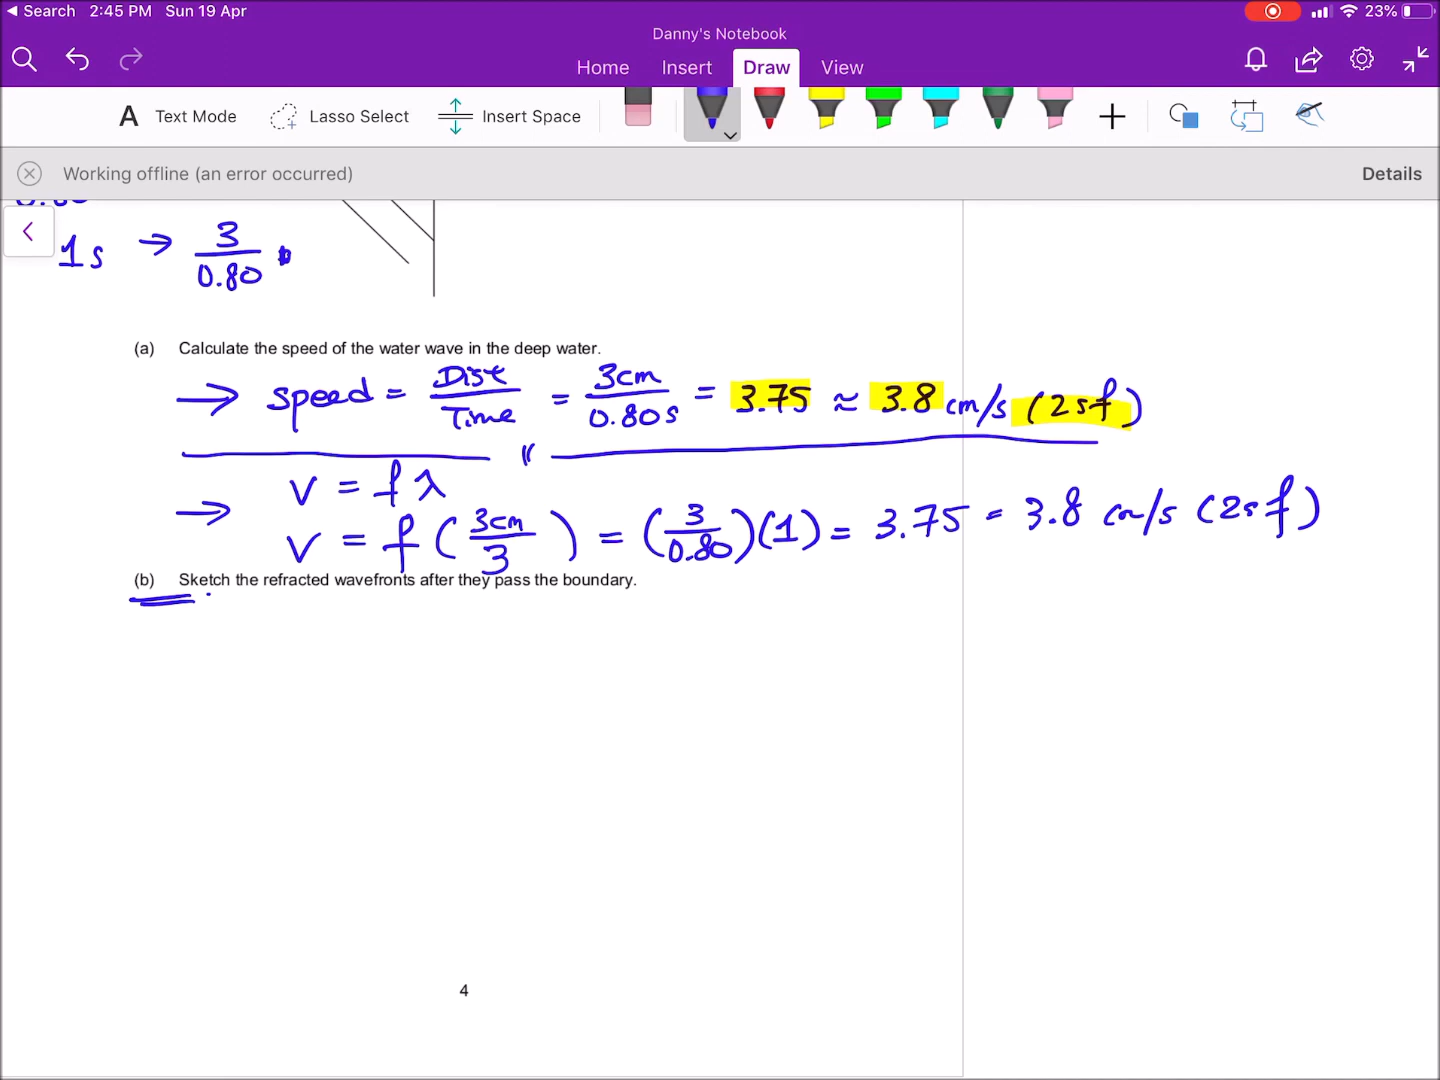 Search 2:45 PM Sun 19 Apr 23%
Danny's Notebook
Home Insert Draw View
A Text Mode Lasso Select Insert Space
Working offline (an error occurred) Details
1s → 3/0.80
(a) Calculate the speed of the water wave in the deep water.
→ speed = Dist/Time = 3cm/0.80s = 3.75 ≈ 3.8 cm/s (2sf)
v = fλ
→ v = f (3cm/3) = (3/0.80)(1) = 3.75 = 3.8 cm/s (2sf)
(b) Sketch the refracted wavefronts after they pass the boundary.
4